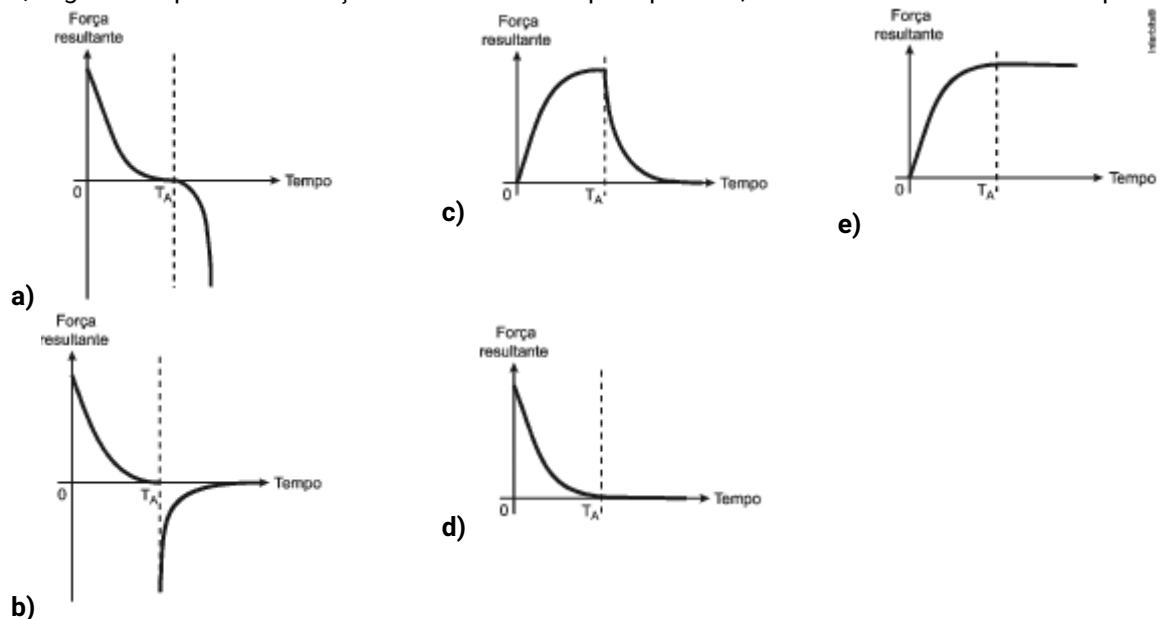 Força
resultante
0
T_A
Tempo
a)
Força
resultante
0
T_A
Tempo
b)
Força
resultante
0
T_A
Tempo
c)
Força
resultante
0
T_A
Tempo
d)
Força
resultante
0
T_A
Tempo
e)